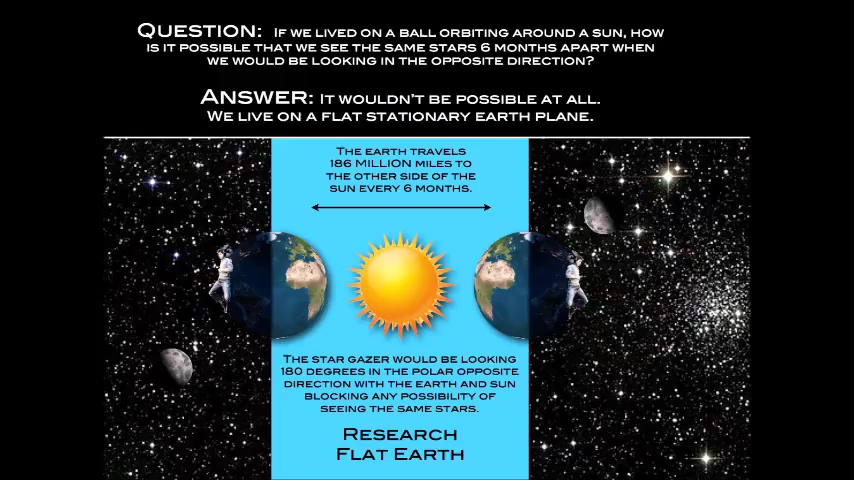 QUESTION: IF WE LIVED ON A BALL ORBITING AROUND A SUN, HOW
IS IT POSSIBLE THAT WE SEE THE SAME STARS 6 MONTHS APART WHEN
WE WOULD BE LOOKING IN THE OPPOSITE DIRECTION?
ANSWER: IT WOULDN'T BE POSSIBLE AT ALL.
WE LIVE ON A FLAT STATIONARY EARTH PLANE.
THE EARTH TRAVELS
186 MILLION MILES TO
THE OTHER SIDE OF THE
SUN EVERY 6 MONTHS.
THE STAR GAZER WOULD BE LOOKING
180 DEGREES IN THE POLAR OPPOSITE
DIRECTION WITH THE EARTH AND SUN
BLOCKING ANY POSSIBILITY OF
SEEING THE SAME STARS.
RESEARCH
FLAT EARTH